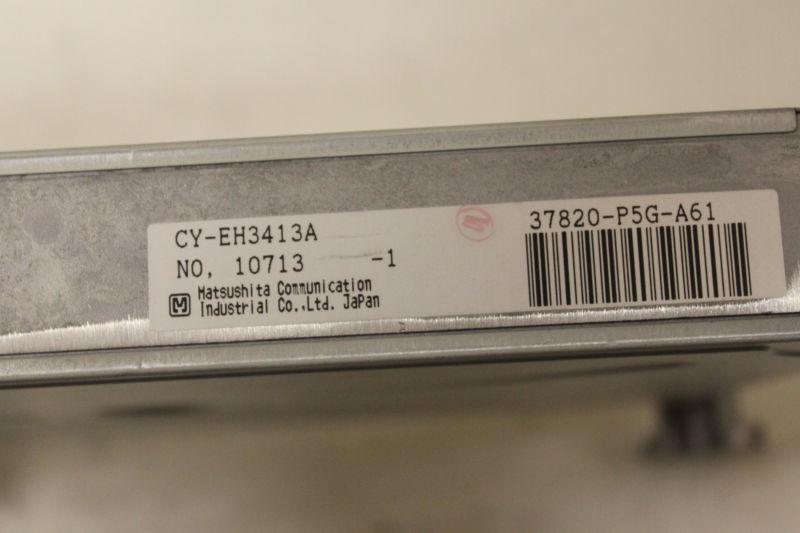 CY-EH3413A
NO, 10713 -1
M Matsushita Communication
Industrial Co.,Ltd. JaPan
37820-P5G-A61